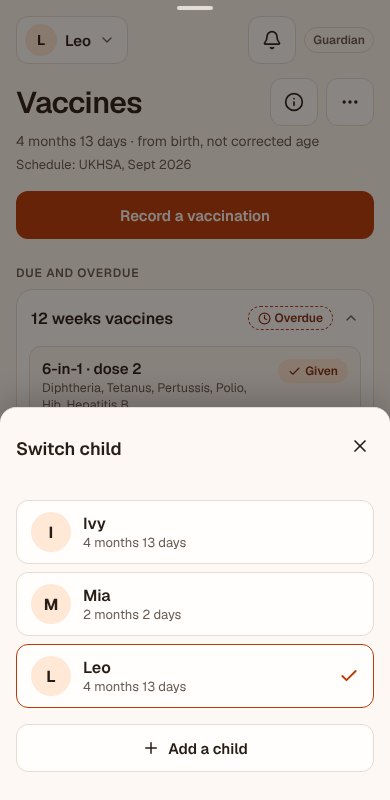 L Leo
Guardian
Vaccines
4 months 13 days · from birth, not corrected age
Schedule: UKHSA, Sept 2026
Record a vaccination
DUE AND OVERDUE
12 weeks vaccines
Overdue
6-in-1 · dose 2
Given
Diphtheria, Tetanus, Pertussis, Polio,
Hib, Hepatitis B
Switch child
I
Ivy
4 months 13 days
M
Mia
2 months 2 days
L
Leo
4 months 13 days
Add a child